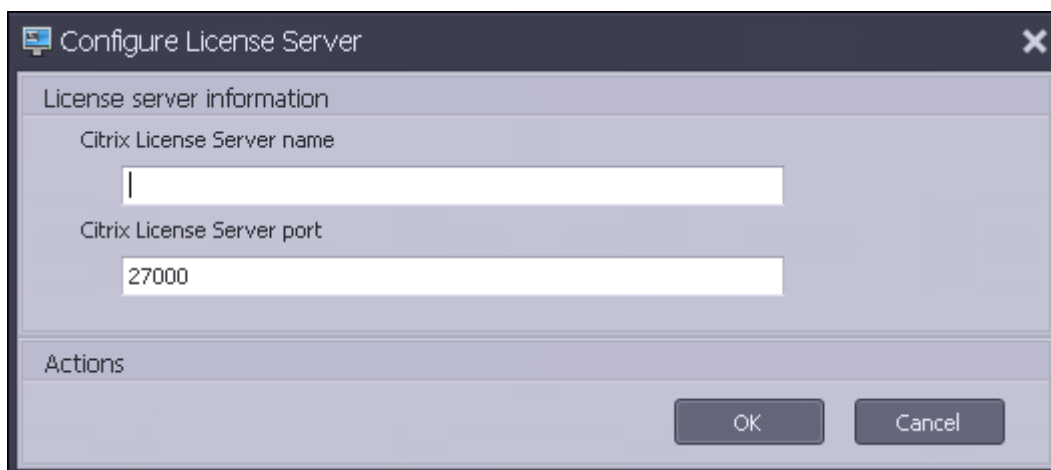 Configure License Server
License server information
Citrix License Server name
Citrix License Server port
27000
Actions
OK
Cancel